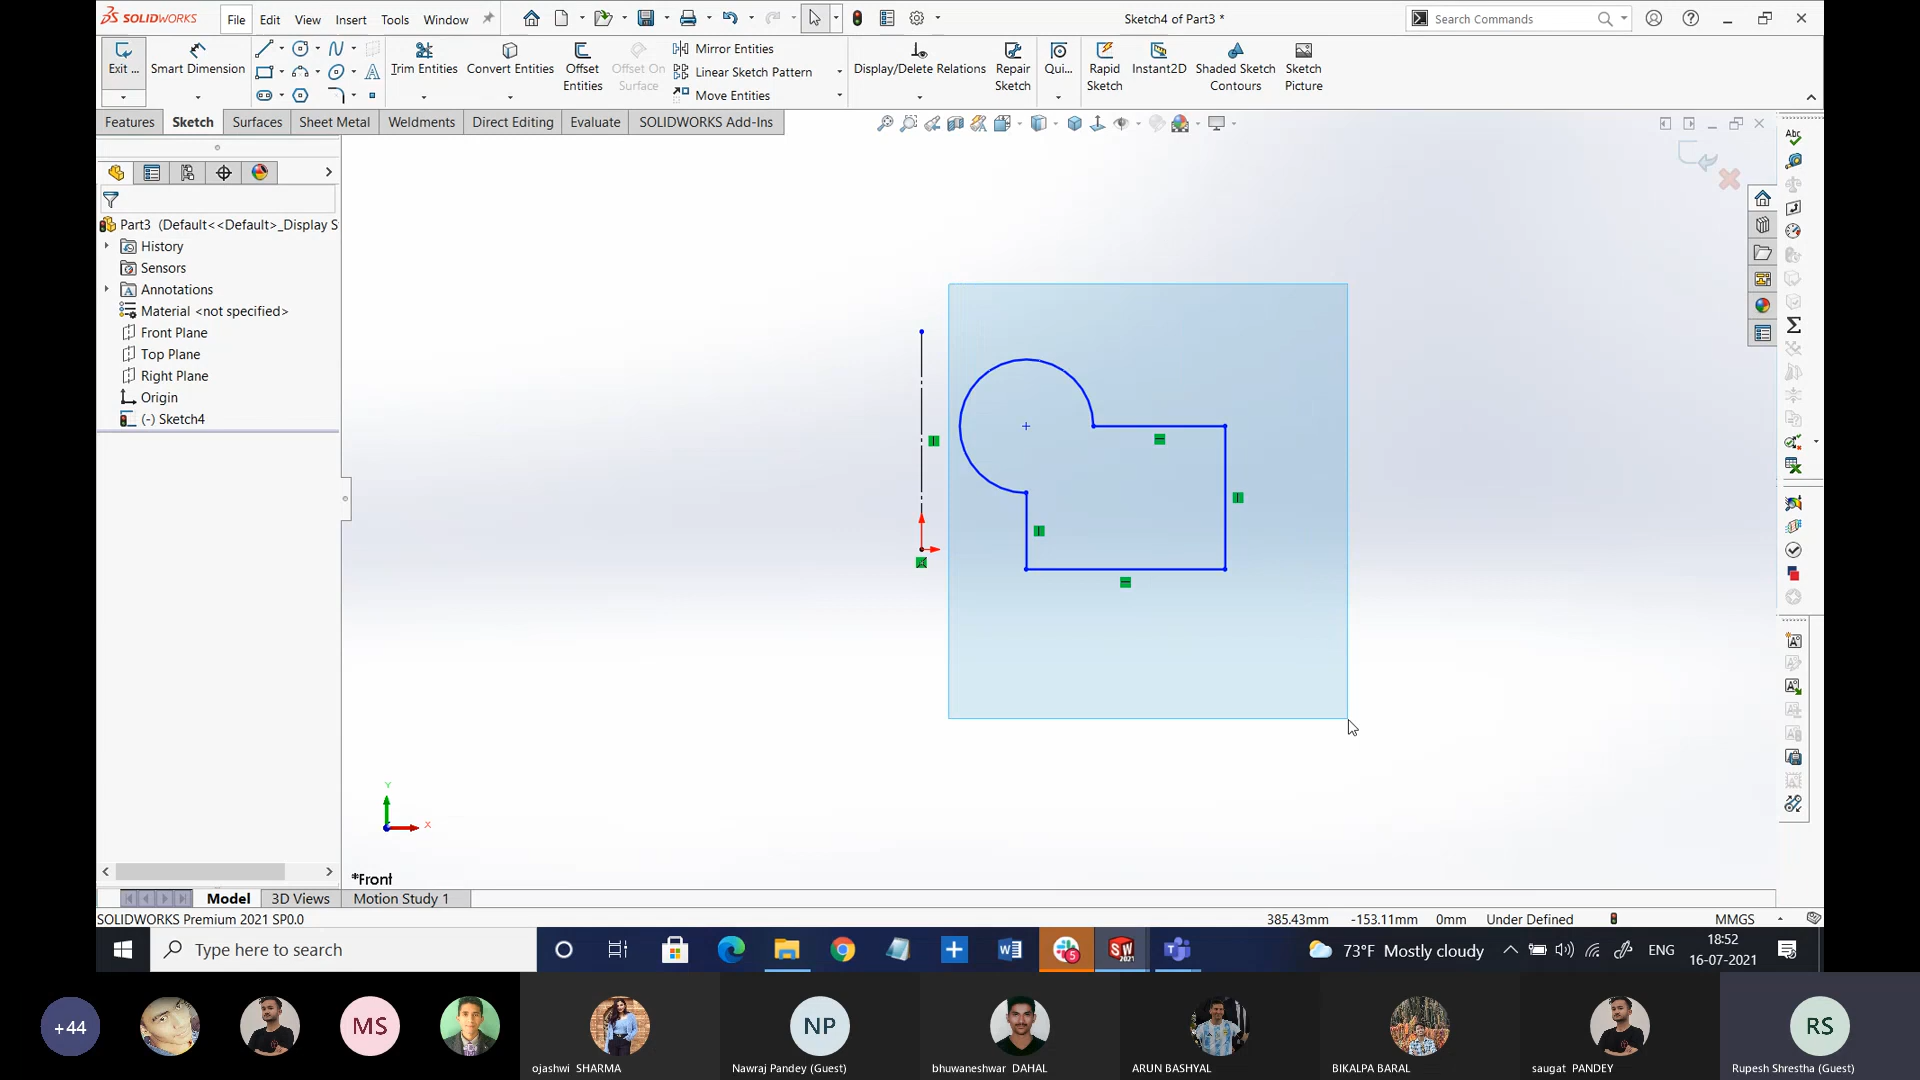 SOLIDWORKS File Edit View Insert Tools Window Sketch4 of Part3 * Search Commands
Exit ... Smart Dimension Trim Entities Convert Entities Offset Entities Offset On Surface Mirror Entities Linear Sketch Pattern Move Entities Display/Delete Relations Repair Sketch Qui... Rapid Sketch Instant2D Shaded Sketch Contours Sketch Picture
Features Sketch Surfaces Sheet Metal Weldments Direct Editing Evaluate SOLIDWORKS Add-Ins
Part3 (Default<<Default>_Display S
History
Sensors
Annotations
Material <not specified>
Front Plane
Top Plane
Right Plane
Origin
(-) Sketch4
Abc
Y
X
*Front
Model 3D Views Motion Study 1
SOLIDWORKS Premium 2021 SP0.0 385.43mm -153.11mm 0mm Under Defined MMGS
Type here to search 73°F Mostly cloudy ENG 18:52
16-07-2021
+44 MS NP RS
ojashwi SHARMA Nawraj Pandey (Guest) bhuwaneshwar DAHAL ARUN BASHYAL BIKALPA BARAL saugat PANDEY Rupesh Shrestha (Guest)